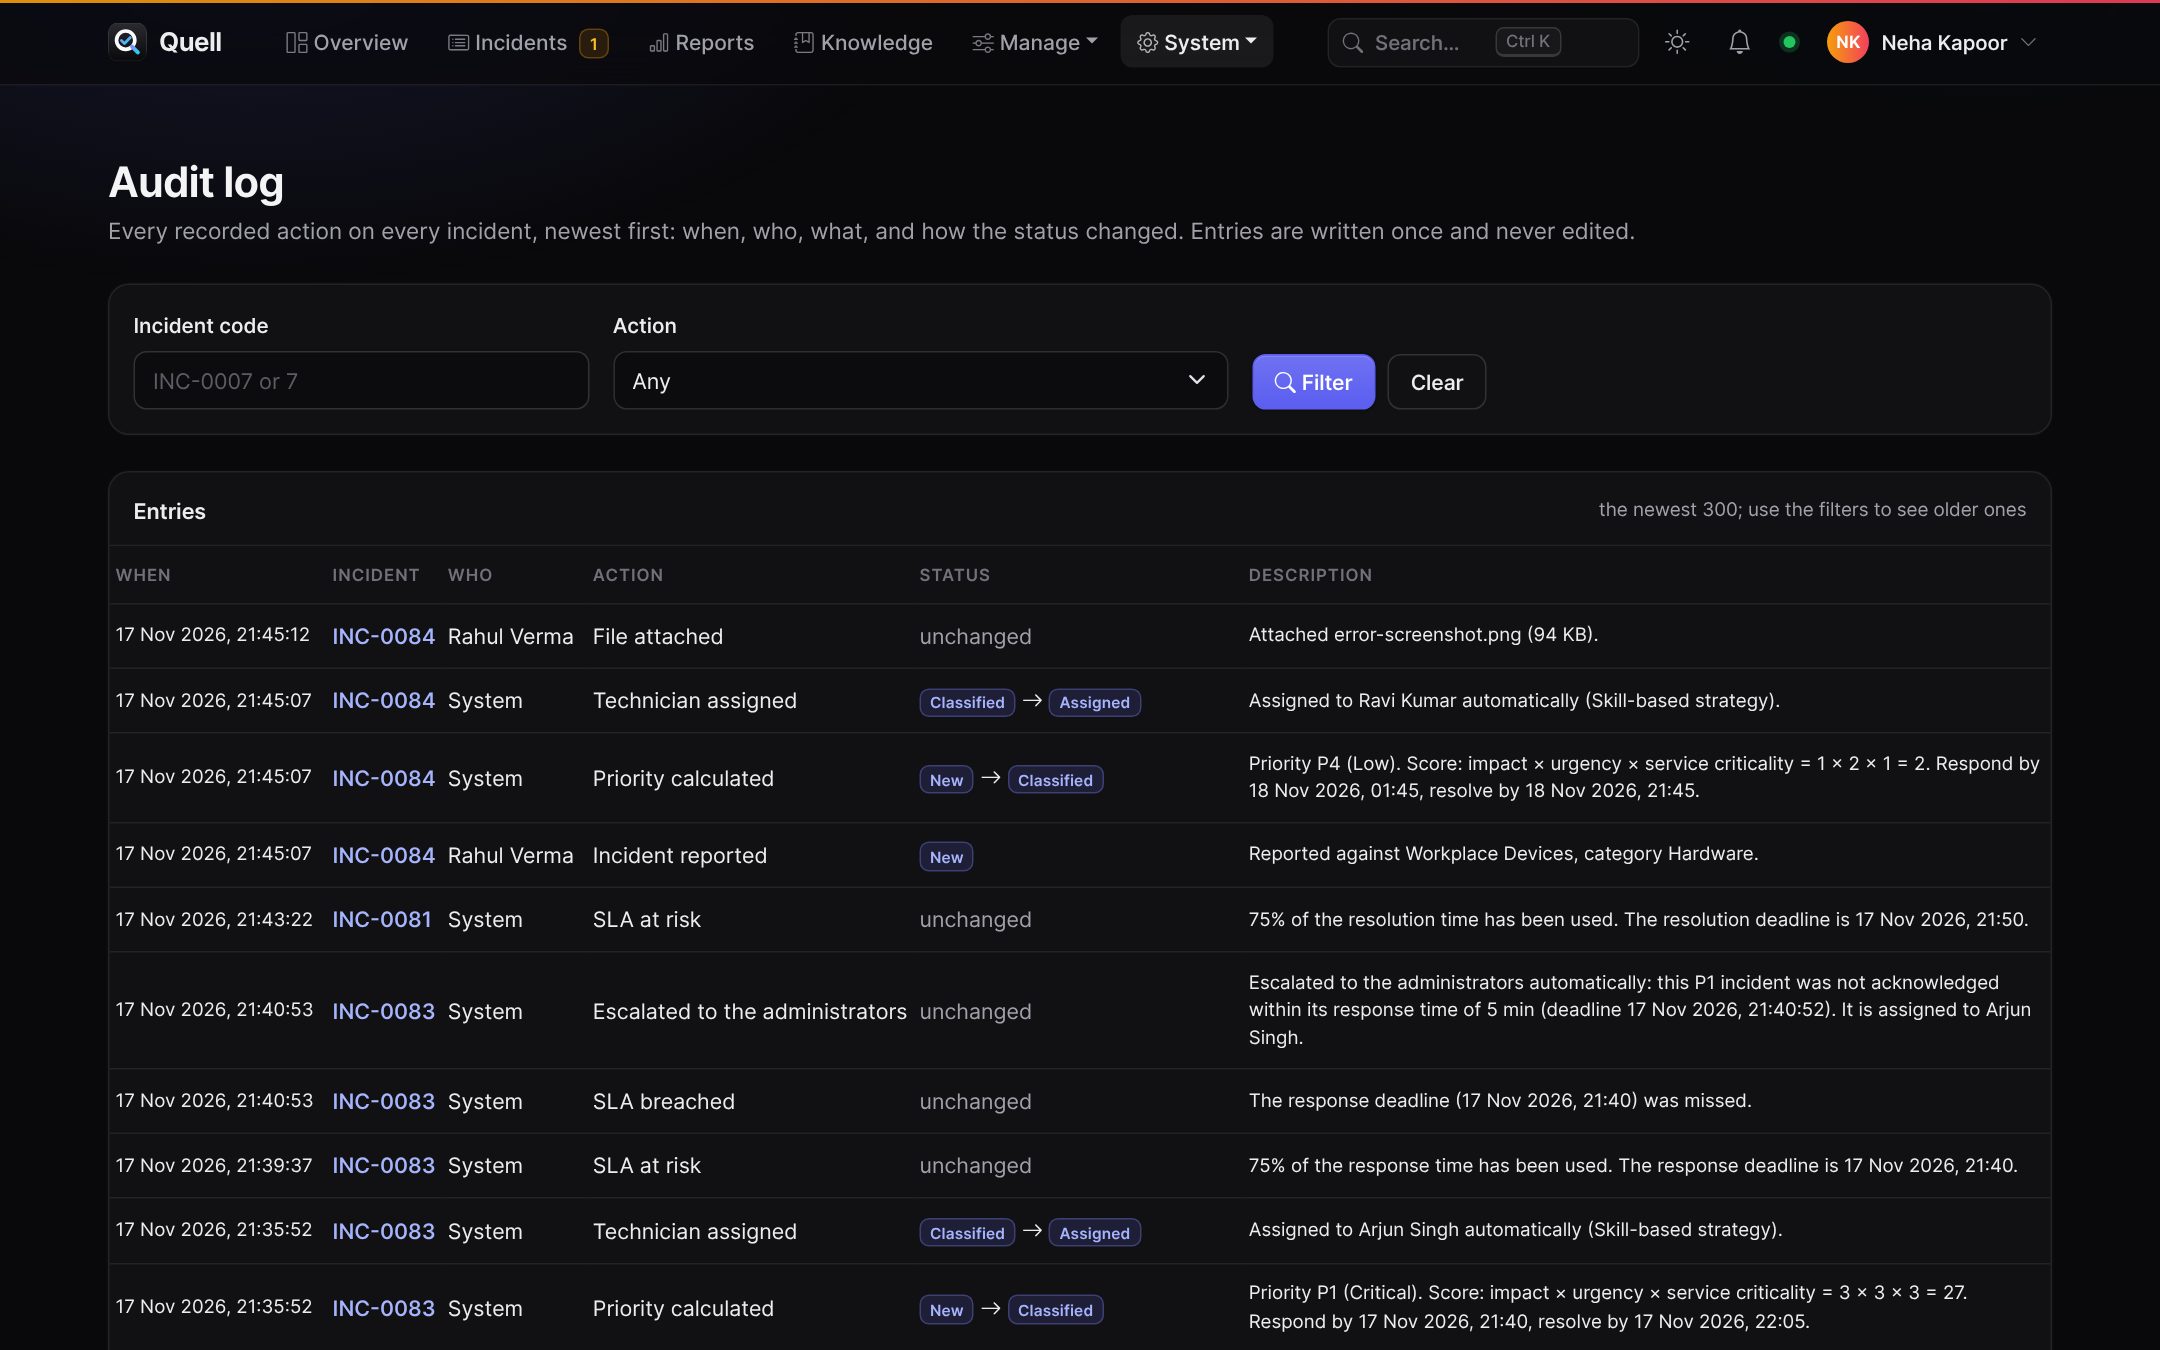 Quell
Overview
Incidents 1
Reports
Knowledge
Manage
System
Search... Ctrl K
NK Neha Kapoor
Audit log
Every recorded action on every incident, newest first: when, who, what, and how the status changed. Entries are written once and never edited.
Incident code
Action
INC-0007 or 7
Any
Filter
Clear
Entries
the newest 300; use the filters to see older ones
WHEN INCIDENT WHO ACTION STATUS DESCRIPTION
17 Nov 2026, 21:45:12 INC-0084 Rahul Verma File attached unchanged Attached error-screenshot.png (94 KB).
17 Nov 2026, 21:45:07 INC-0084 System Technician assigned Classified → Assigned Assigned to Ravi Kumar automatically (Skill-based strategy).
17 Nov 2026, 21:45:07 INC-0084 System Priority calculated New → Classified Priority P4 (Low). Score: impact × urgency × service criticality = 1 × 2 × 1 = 2. Respond by
18 Nov 2026, 01:45, resolve by 18 Nov 2026, 21:45.
17 Nov 2026, 21:45:07 INC-0084 Rahul Verma Incident reported New Reported against Workplace Devices, category Hardware.
17 Nov 2026, 21:43:22 INC-0081 System SLA at risk unchanged 75% of the resolution time has been used. The resolution deadline is 17 Nov 2026, 21:50.
17 Nov 2026, 21:40:53 INC-0083 System Escalated to the administrators unchanged Escalated to the administrators automatically: this P1 incident was not acknowledged
within its response time of 5 min (deadline 17 Nov 2026, 21:40:52). It is assigned to Arjun
Singh.
17 Nov 2026, 21:40:53 INC-0083 System SLA breached unchanged The response deadline (17 Nov 2026, 21:40) was missed.
17 Nov 2026, 21:39:37 INC-0083 System SLA at risk unchanged 75% of the response time has been used. The response deadline is 17 Nov 2026, 21:40.
17 Nov 2026, 21:35:52 INC-0083 System Technician assigned Classified → Assigned Assigned to Arjun Singh automatically (Skill-based strategy).
17 Nov 2026, 21:35:52 INC-0083 System Priority calculated New → Classified Priority P1 (Critical). Score: impact × urgency × service criticality = 3 × 3 × 3 = 27.
Respond by 17 Nov 2026, 21:40, resolve by 17 Nov 2026, 22:05.